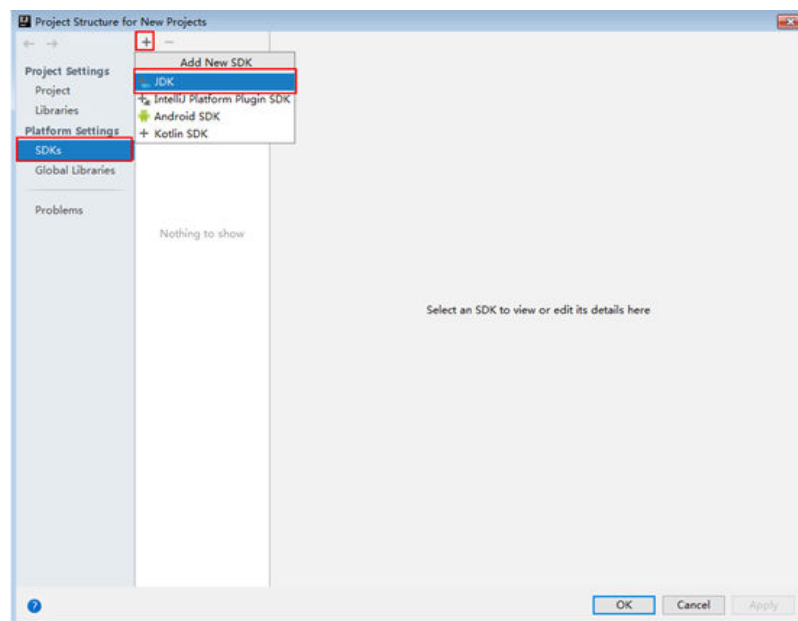 Project Structure for New Projects
Add New SDK
Project Settings
JDK
Project
IntelliJ Platform Plugin SDK
Libraries
Android SDK
Platform Settings
Kotlin SDK
SDKs
Global Libraries
Problems
Nothing to show
Select an SDK to view or edit its details here
?
OK Cancel Apply